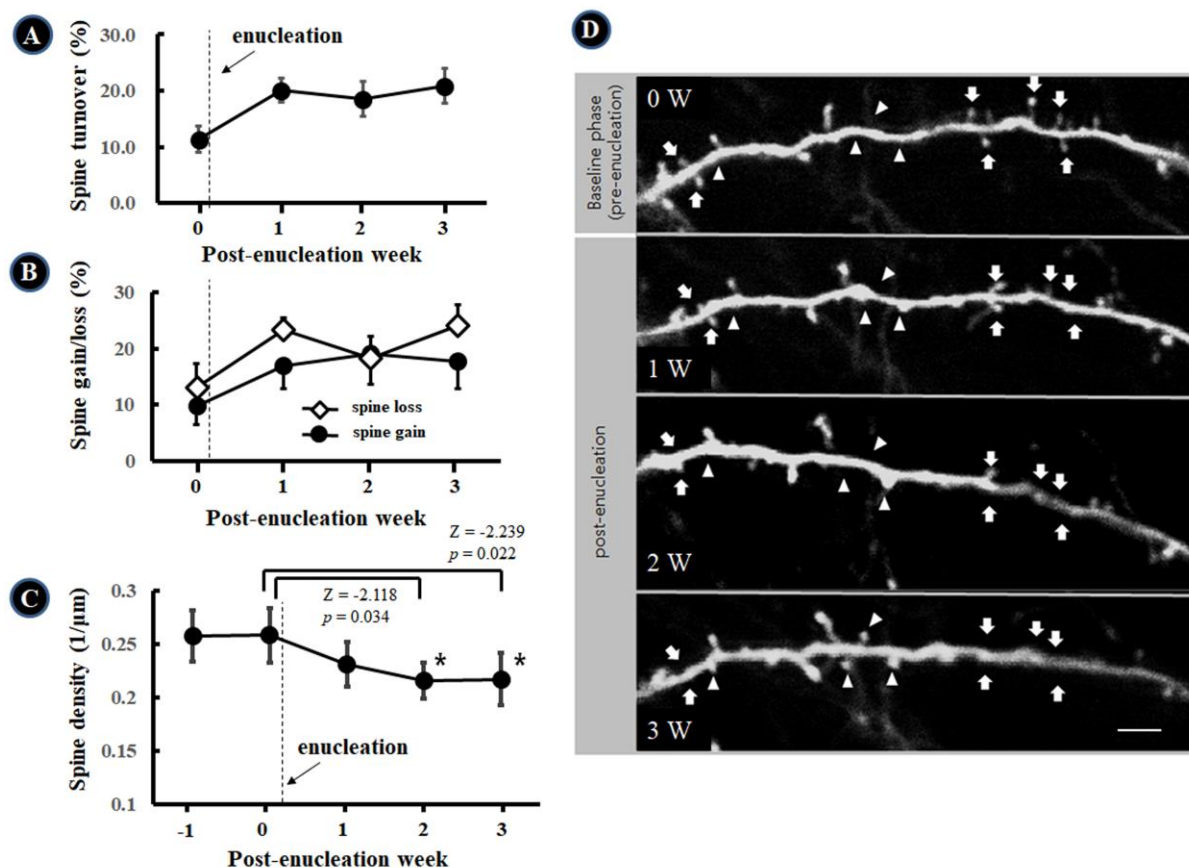 A
Spine turnover (%)
30.0
20.0
10.0
0.0
enucleation
0 1 2 3
Post-enucleation week
B
Spine gain/loss (%)
30
20
10
0
spine loss
spine gain
0 1 2 3
Post-enucleation week
Z = -2.239
p = 0.022
C
Spine density (1/μm)
0.3
0.25
0.2
0.15
0.1
Z = -2.118
p = 0.034
*
*
enucleation
-1 0 1 2 3
Post-enucleation week
D
Baseline phase
(pre-enucleation)
post-enucleation
0 W
1 W
2 W
3 W